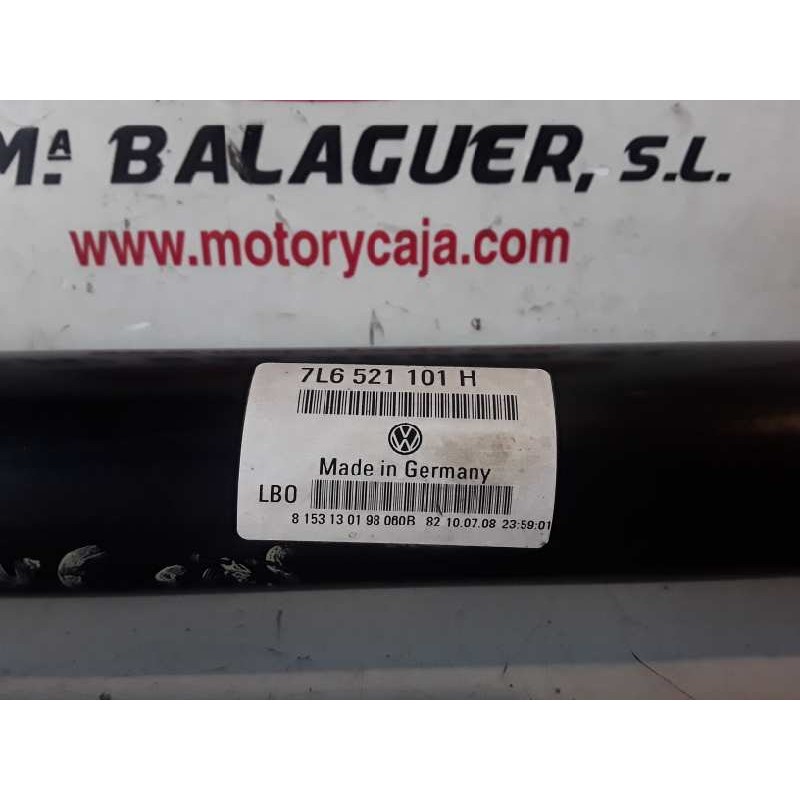 Mª BALAGUER, S.L.
www.motorycaja.com
7L6 521 101 H
Made in Germany
LBO
8 153 13 01 98 060B 82 10.07.08 23:59:01